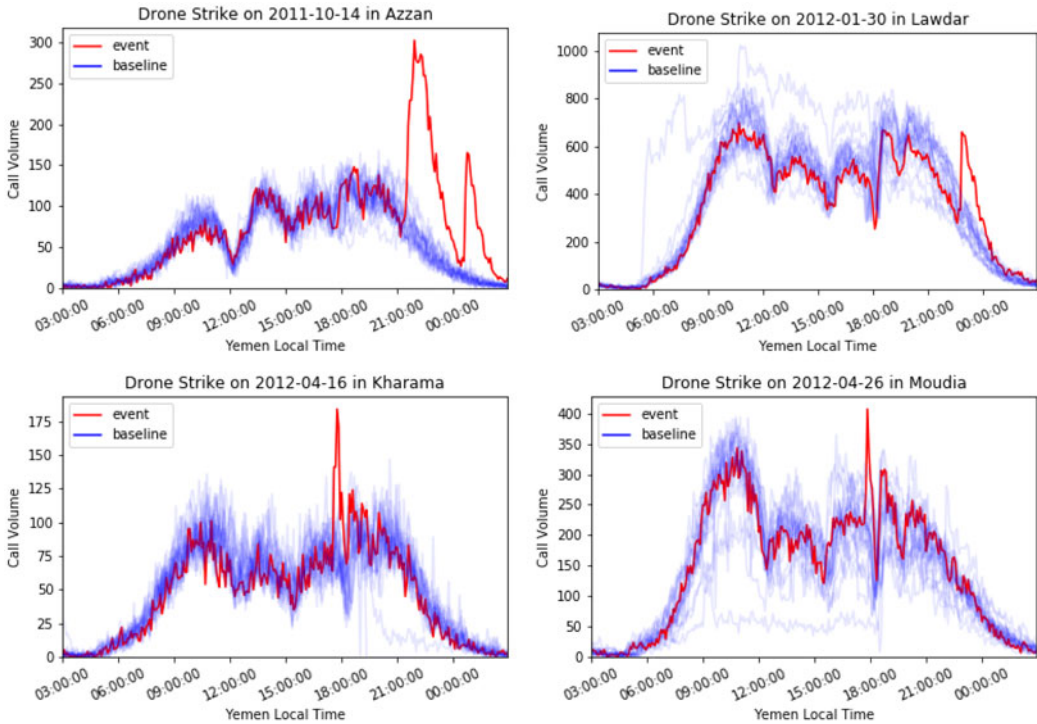 Drone Strike on 2011-10-14 in Azzan
300
250
200
150
100
50
0
Call Volume
event
baseline
03:00:00 06:00:00 09:00:00 12:00:00 15:00:00 18:00:00 21:00:00 00:00:00
Yemen Local Time
Drone Strike on 2012-01-30 in Lawdar
1000
800
600
400
200
0
Call Volume
event
baseline
03:00:00 06:00:00 09:00:00 12:00:00 15:00:00 18:00:00 21:00:00 00:00:00
Yemen Local Time
Drone Strike on 2012-04-16 in Kharama
175
150
125
100
75
50
25
0
Call Volume
event
baseline
03:00:00 06:00:00 09:00:00 12:00:00 15:00:00 18:00:00 21:00:00 00:00:00
Yemen Local Time
Drone Strike on 2012-04-26 in Moudia
400
350
300
250
200
150
100
50
0
Call Volume
event
baseline
03:00:00 06:00:00 09:00:00 12:00:00 15:00:00 18:00:00 21:00:00 00:00:00
Yemen Local Time